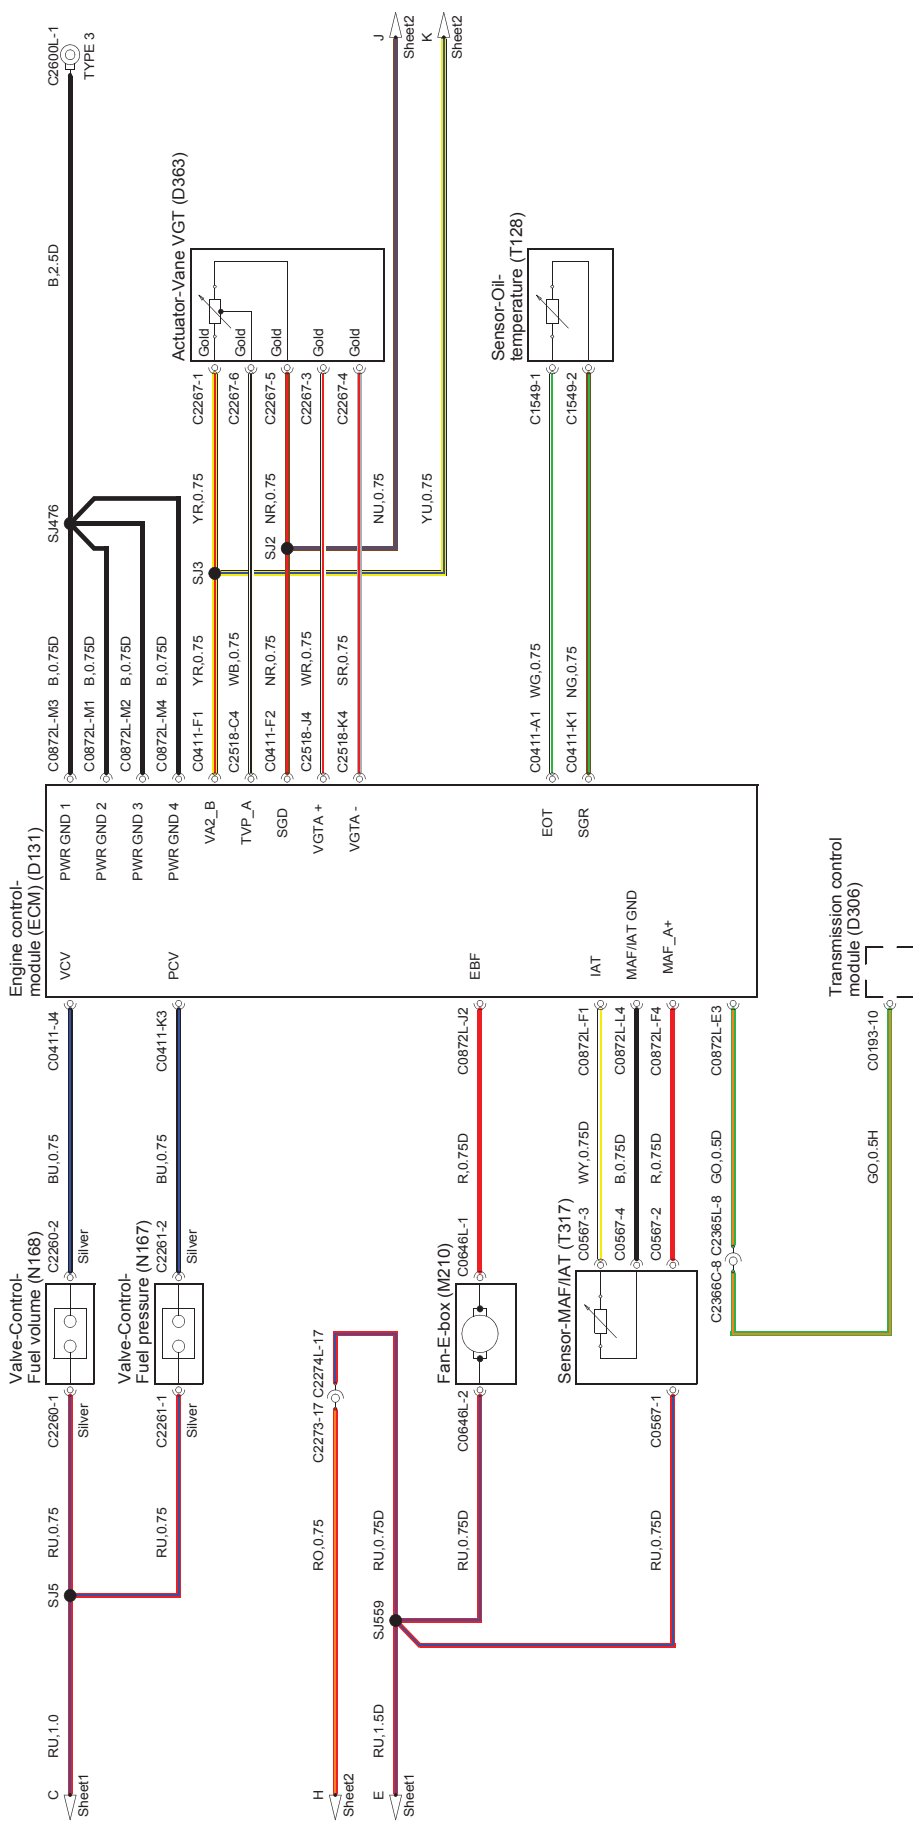 C2600L-1
TYPE 3
B,2.5D
SJ476
C0872L-M3 B,0.75D
C0872L-M1 B,0.75D
C0872L-M2 B,0.75D
C0872L-M4 B,0.75D
Actuator-Vane VGT (D363)
Gold
Gold
Gold
Gold
Gold
C2267-1
C2267-6
C2267-5
C2267-3
C2267-4
YR,0.75
NR,0.75
SJ3
SJ2
NU,0.75
YU,0.75
J
Sheet2
K
Sheet2
C0411-F1 YR,0.75
C2518-C4 WB,0.75
C0411-F2 NR,0.75
C2518-J4 WR,0.75
C2518-K4 SR,0.75
Sensor-Oil-
temperature (T128)
C1549-1
C1549-2
C0411-A1 WG,0.75
C0411-K1 NG,0.75
Engine control-
module (ECM) (D131)
PWR GND 1
PWR GND 2
PWR GND 3
PWR GND 4
VA2_B
TVP_A
SGD
VGTA +
VGTA -
EOT
SGR
VCV
PCV
EBF
IAT
MAF/IAT GND
MAF_A+
Transmission control
module (D306)
C0193-10
GO,0.5H
C0411-J4
BU,0.75
C2260-2
Silver
C0411-K3
BU,0.75
C2261-2
Silver
C0872L-J2
R,0.75D
C0646L-1
C0872L-F1
WY,0.75D
C0567-3
C0872L-L4
B,0.75D
C0567-4
C0872L-F4
R,0.75D
C0567-2
C0872L-E3
GO,0.5D
C2366C-8 C2365L-8
Valve-Control-
Fuel volume (N168)
Valve-Control-
Fuel pressure (N167)
Fan-E-box (M210)
Sensor-MAF/IAT (T317)
C2260-1
Silver
C2261-1
Silver
C2273-17 C2274L-17
C0646L-2
C0567-1
RU,0.75
RU,0.75
RO,0.75
RU,0.75D
RU,0.75D
RU,0.75D
SJ5
SJ559
RU,1.0
RU,1.5D
C
Sheet1
H
Sheet2
E
Sheet1